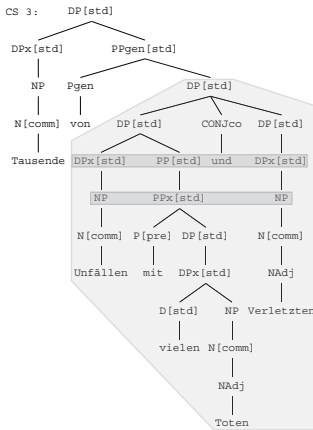 CS 3: DP[std]
DPx[std] PPgen[std]
NP Pgen DP[std]
N[comm] von DP[std] CONJco DP[std]
Tausende DPx[std] PP[std] und DPx[std]
NP PPx[std] NP
N[comm] P[pre] DP[std] N[comm]
Unfällen mit DPx[std] NAdj
D[std] NP Verletzten
vielen N[comm]
NAdj
Toten